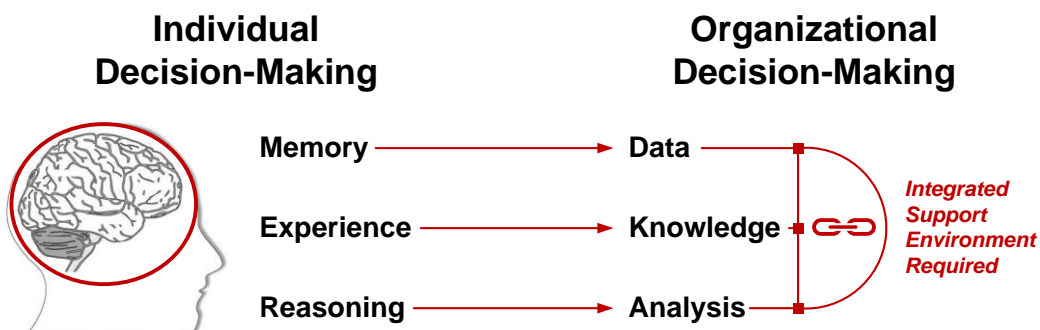 Individual
Decision-Making
Organizational
Decision-Making
Memory
Data
Experience
Knowledge
Reasoning
Analysis
Integrated
Support
Environment
Required